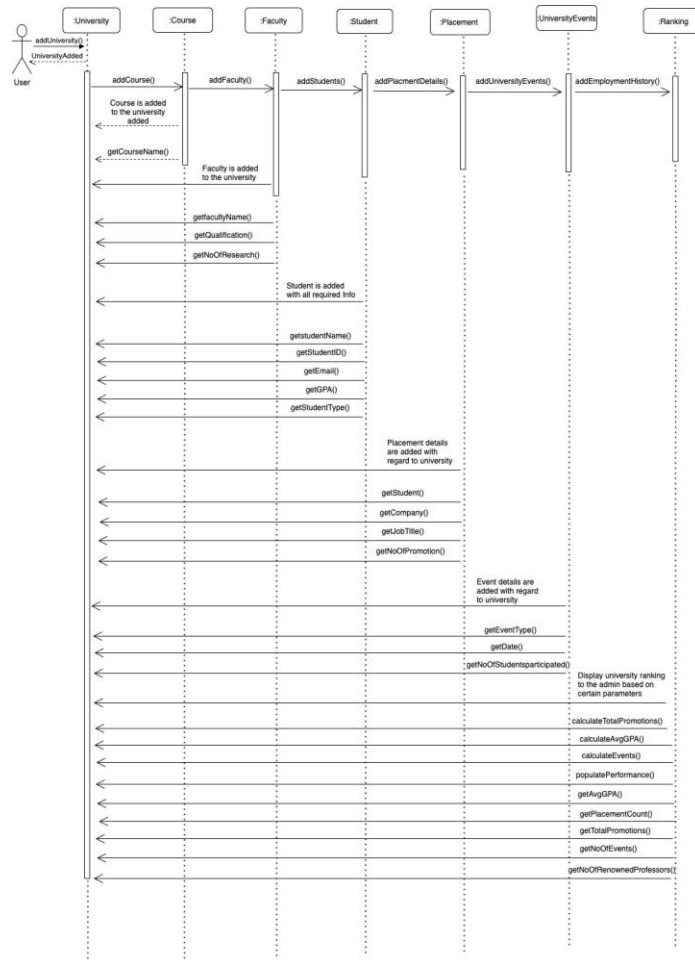 :University
:Course
:Faculty
:Student
:Placement
:UniversityEvents
:Ranking
addUniversity()
UniversityAdded
User
addCourse()
addFaculty()
addStudents()
addPlacmentDetails()
addUniversityEvents()
addEmploymentHistory()
Course is added
to the university
added
getCourseName()
Faculty is added
to the university
getfacultyName()
getQualification()
getNoOfResearch()
Student is added
with all required Info
getstudentName()
getStudentID()
getEmail()
getGPA()
getStudentType()
Placement details
are added with
regard to university
getStudent()
getCompany()
getJobTitle()
getNoOfPromotion()
Event details are
added with regard
to university
getEventType()
getDate()
getNoOfStudentsparticipated()
Display university ranking
to the admin based on
certain parameters
calculateTotalPromotions()
calculateAvgGPA()
calculateEvents()
populatePerformance()
getAvgGPA()
getPlacementCount()
getTotalPromotions()
getNoOfEvents()
getNoOfRenownedProfessors()